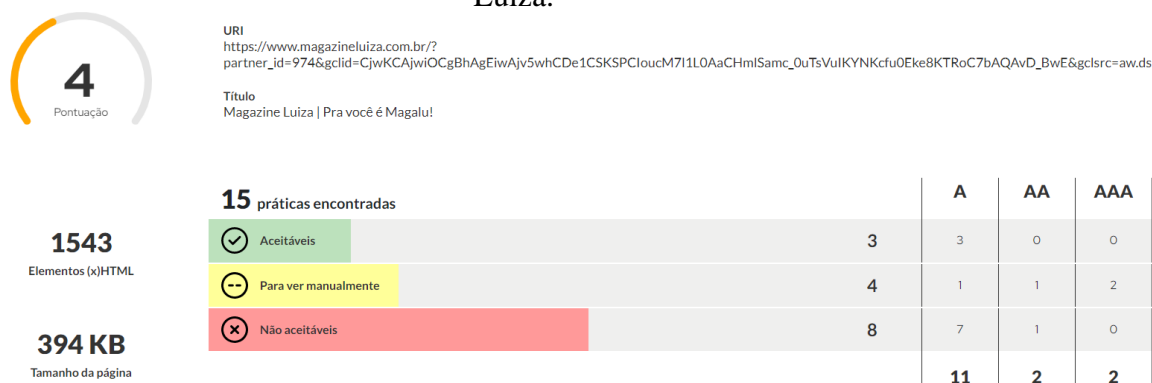 Luiza.
4
Pontuação
URI
https://www.magazineluiza.com.br/?
partner_id=974&gclid=CjwKCAjwiOCgBhAgEiwAjv5whCDe1CSKSPCIoucM7I1L0AaCHmlSamc_0uTsVulKYNKcfu0Eke8KTRoC7bAQAvD_BwE&gclsrc=aw.ds
Título
Magazine Luiza | Pra você é Magalu!
15 práticas encontradas A AA AAA
Aceitáveis 3 3 0 0
Para ver manualmente 4 1 1 2
Não aceitáveis 8 7 1 0
11 2 2
1543
Elementos (x)HTML
394 KB
Tamanho da página